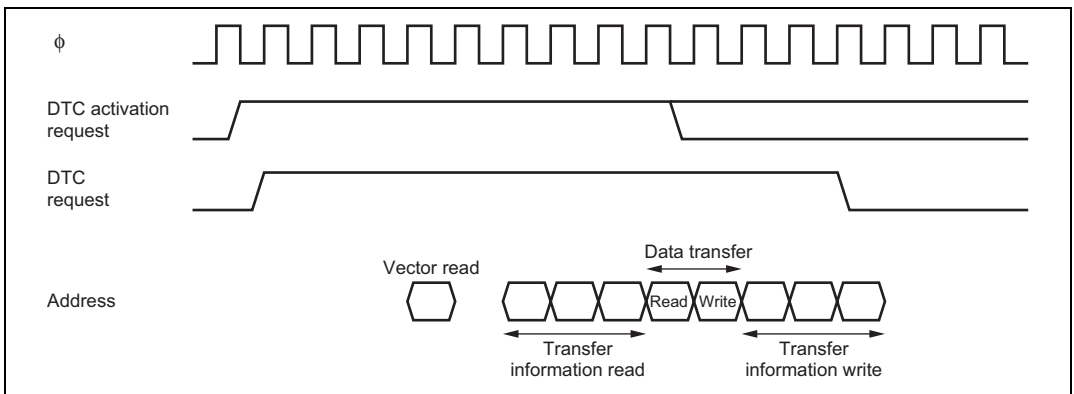 ϕ
DTC activation
request
DTC
request
Data transfer
Vector read
Address
Read
Write
Transfer
information read
Transfer
information write